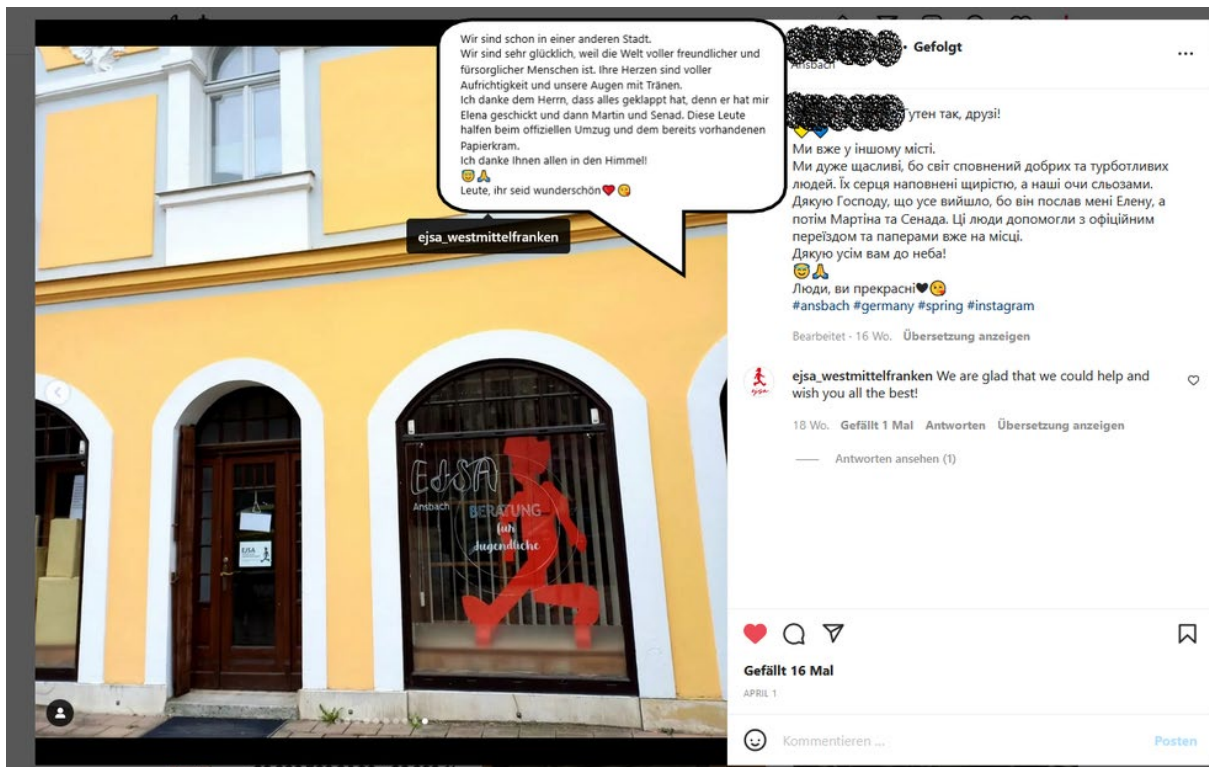 Wir sind schon in einer anderen Stadt.
Wir sind sehr glücklich, weil die Welt voller freundlicher und
fürsorglicher Menschen ist. Ihre Herzen sind voller
Aufrichtigkeit und unsere Augen mit Tränen.
Ich danke dem Herrn, dass alles geklappt hat, denn er hat mir
Elena geschickt und dann Martin und Senad. Diese Leute
halfen beim offiziellen Umzug und dem bereits vorhandenen
Papierkram.
Ich danke Ihnen allen in den Himmel!
😇🙏
Leute, ihr seid wunderschön❤😋
ejsa_westmittelfranken
EJSA
Ansbach
BERATUNG
für
Jugendliche
EJSA
• Gefolgt
Ansbach
Гутен так, друзі!
Ми вже у іншому місті.
Ми дуже щасливі, бо світ сповнений добрих та турботливих
людей. Їх серця наповнені щирістю, а наші очи сльозами.
Дякую Господу, що усе вийшло, бо він послав мені Елену, а
потім Мартіна та Сенада. Ці люди допомогли з офіційним
переїздом та паперами вже на місці.
Дякую усім вам до неба!
😇🙏
Люди, ви прекрасні🖤😋
#ansbach #germany #spring #instagram
Bearbeitet · 16 Wo. Übersetzung anzeigen
ejsa
ejsa_westmittelfranken We are glad that we could help and
wish you all the best!
18 Wo. Gefällt 1 Mal Antworten Übersetzung anzeigen
Antworten ansehen (1)
Gefällt 16 Mal
APRIL 1
Kommentieren ...
Posten